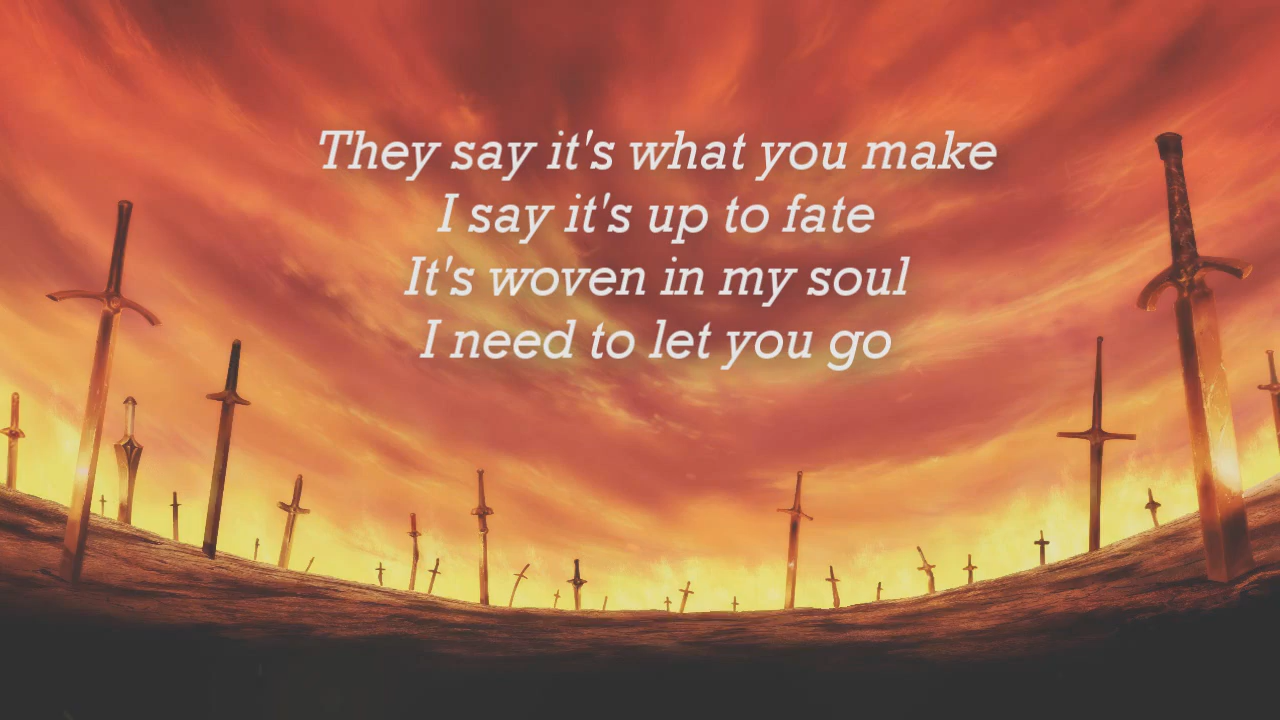 They say it's what you make
I say it's up to fate
It's woven in my soul
I need to let you go